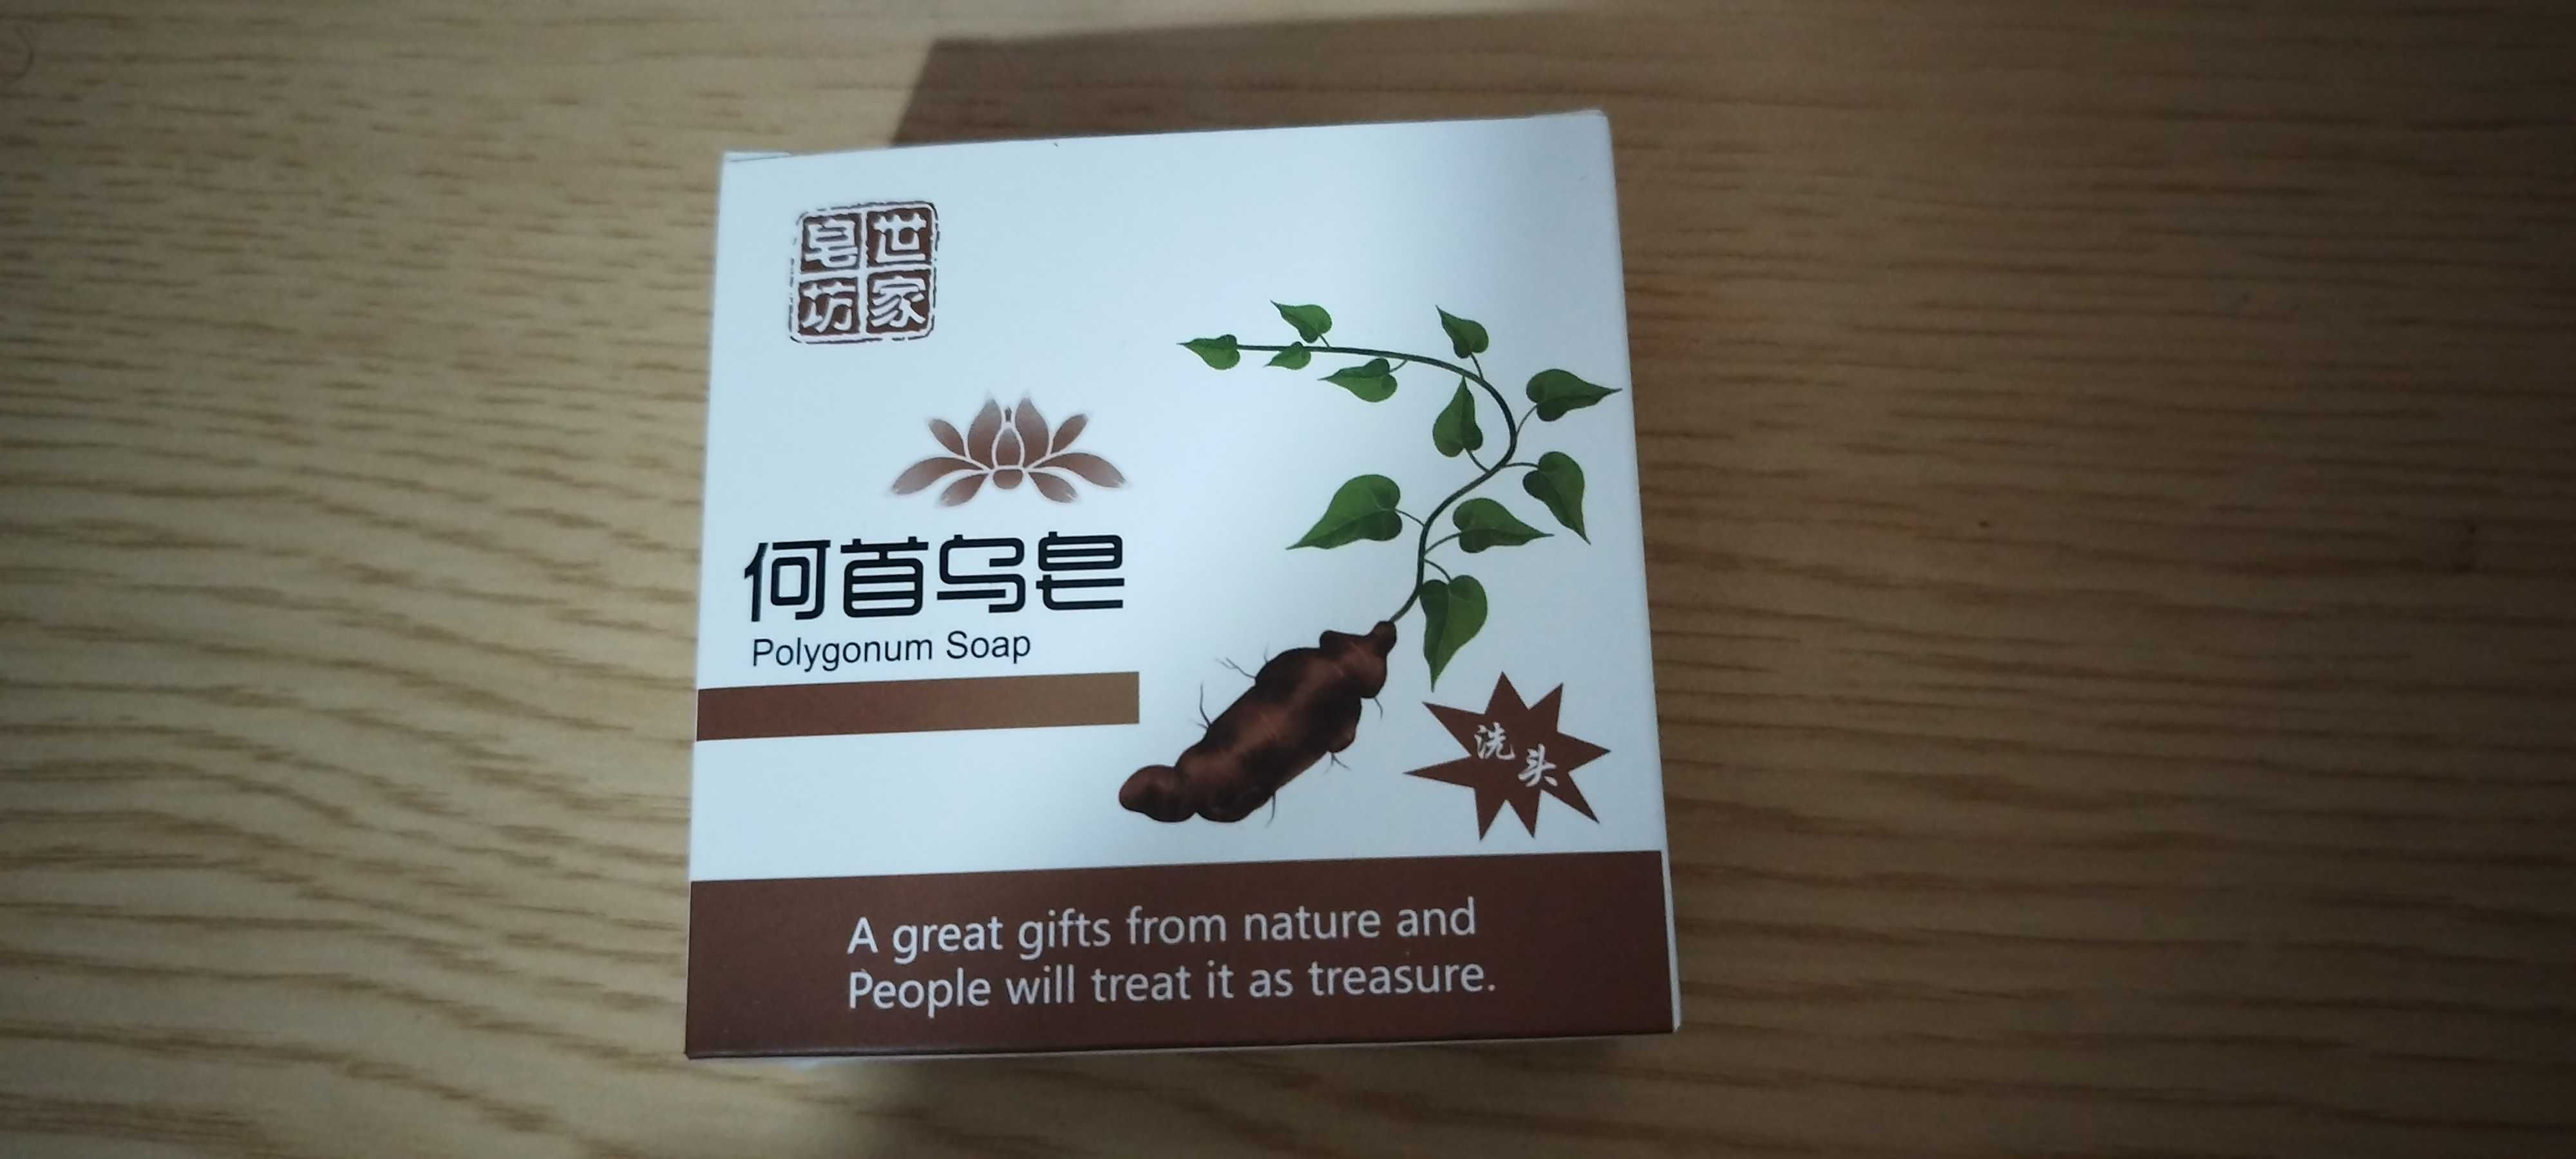 世家
皂坊
何首乌皂
Polygonum Soap
洗头
A great gifts from nature and
People will treat it as treasure.